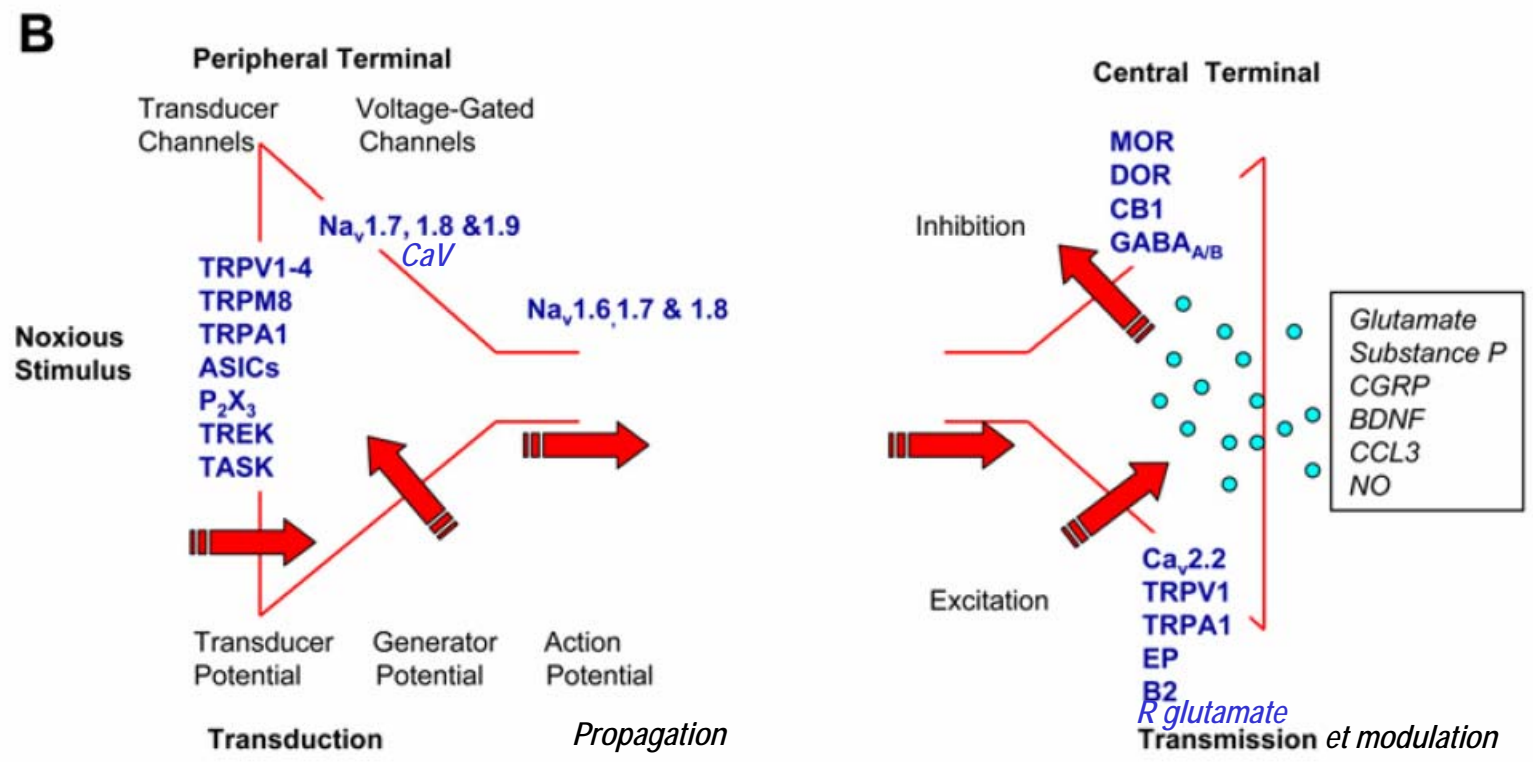 B
Peripheral Terminal
Transducer
Channels
Voltage-Gated
Channels
Nav1.7, 1.8 &1.9
CaV
TRPV1-4
TRPM8
TRPA1
ASICs
P2X3
TREK
TASK
Noxious
Stimulus
Nav1.6,1.7 & 1.8
Transducer
Potential
Generator
Potential
Action
Potential
Transduction
Propagation
Central Terminal
MOR
DOR
CB1
GABAA/B
Inhibition
Glutamate
Substance P
CGRP
BDNF
CCL3
NO
Excitation
Cav2.2
TRPV1
TRPA1
EP
B2
R glutamate
Transmission et modulation